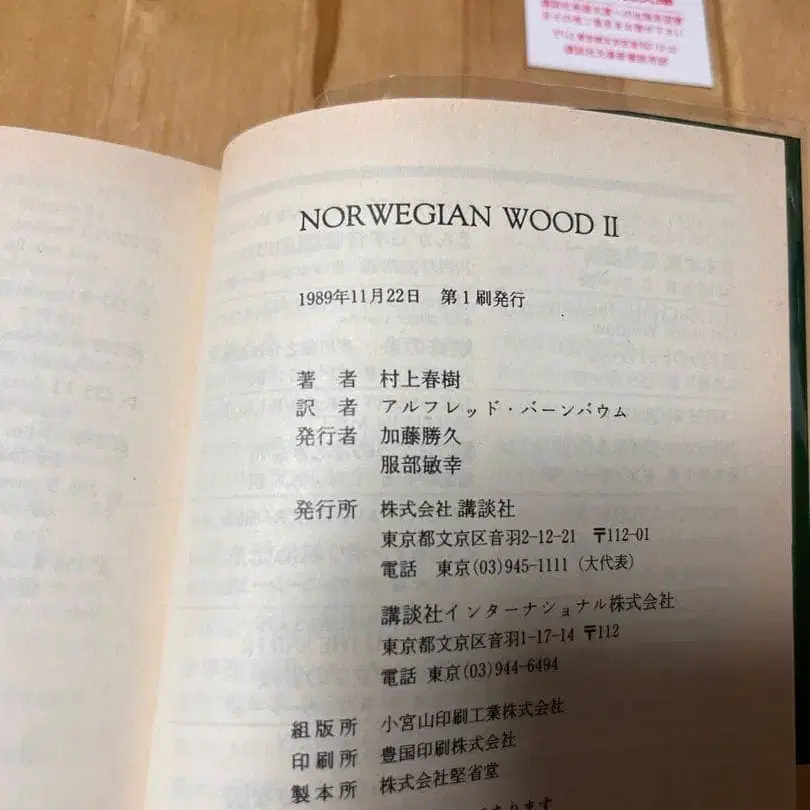 NORWEGIAN WOOD II
1989年11月22日 第1刷発行
著者 村上春樹
訳者 アルフレッド・バーンバウム
発行者 加藤勝久
服部敏幸
発行所 株式会社 講談社
東京都文京区音羽2-12-21 〒112-01
電話 東京(03)945-1111(大代表)
講談社インターナショナル株式会社
東京都文京区音羽1-17-14 〒112
電話 東京(03)944-6494
組版所 小宮山印刷工業株式会社
印刷所 豊国印刷株式会社
製本所 株式会社堅省堂